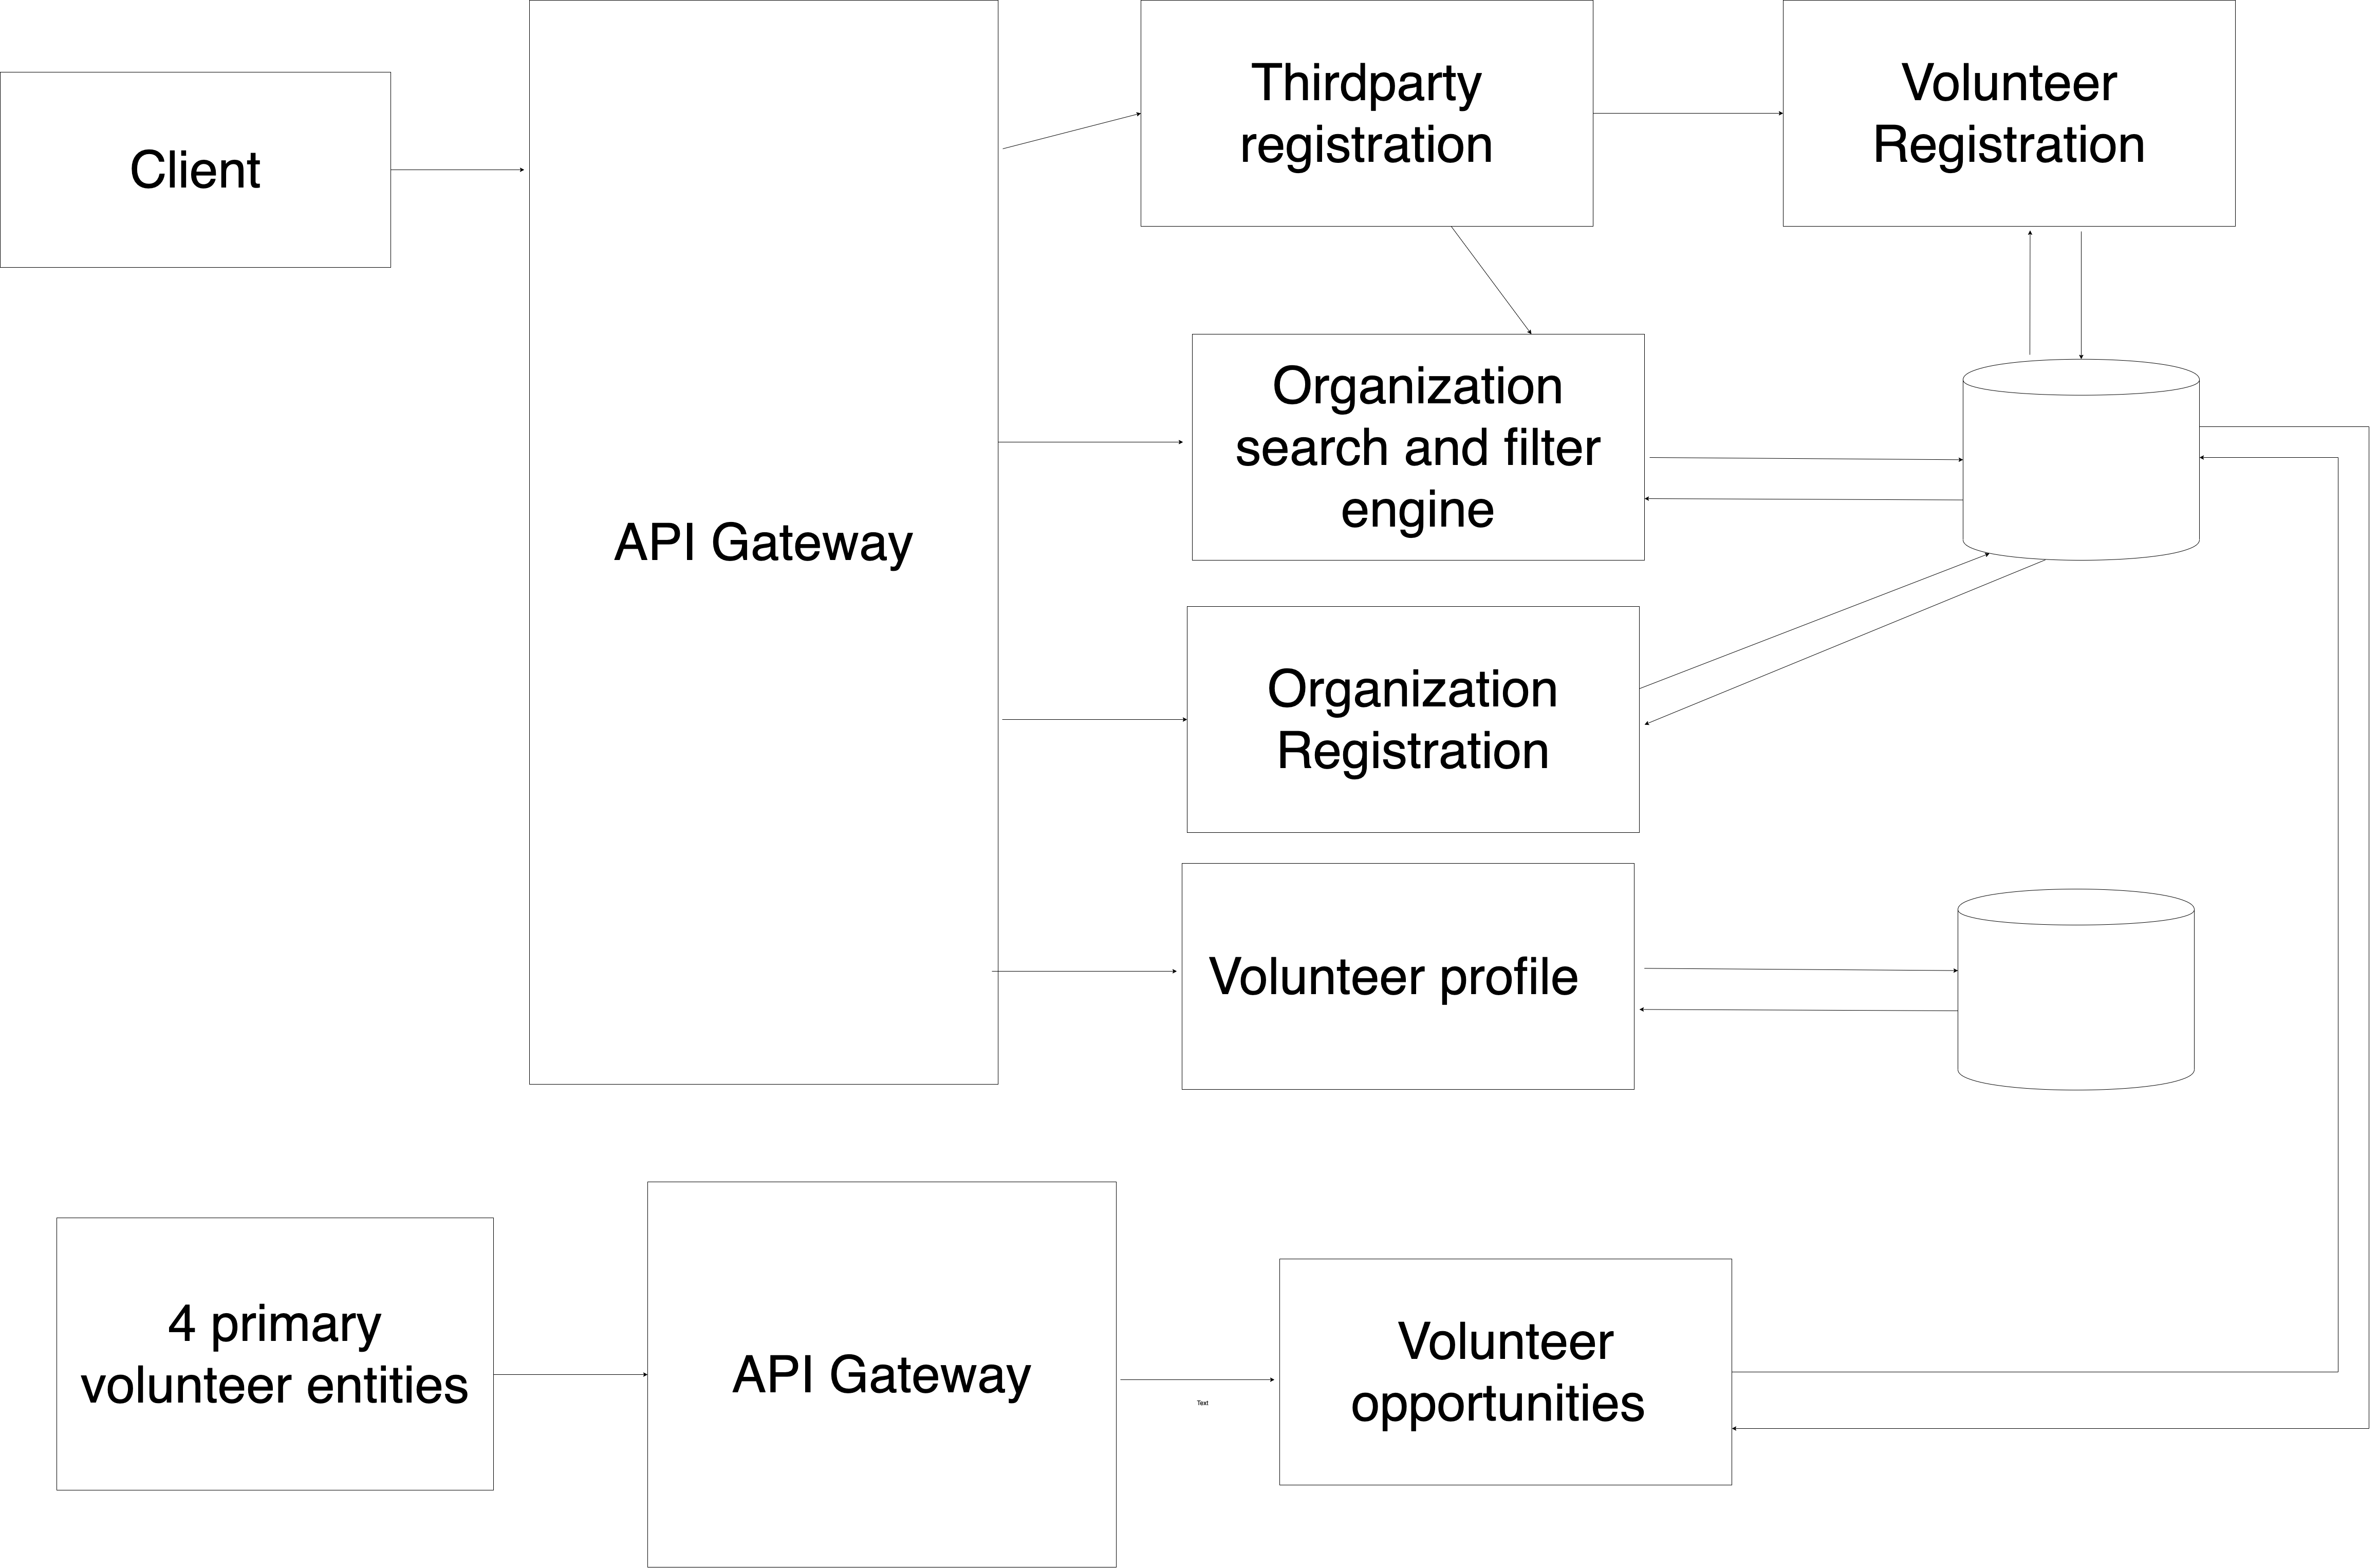 Client
API Gateway
Thirdparty
registration
Volunteer
Registration
Organization
search and filter
engine
Organization
Registration
Volunteer profile
4 primary
volunteer entities
API Gateway
Text
Volunteer
opportunities